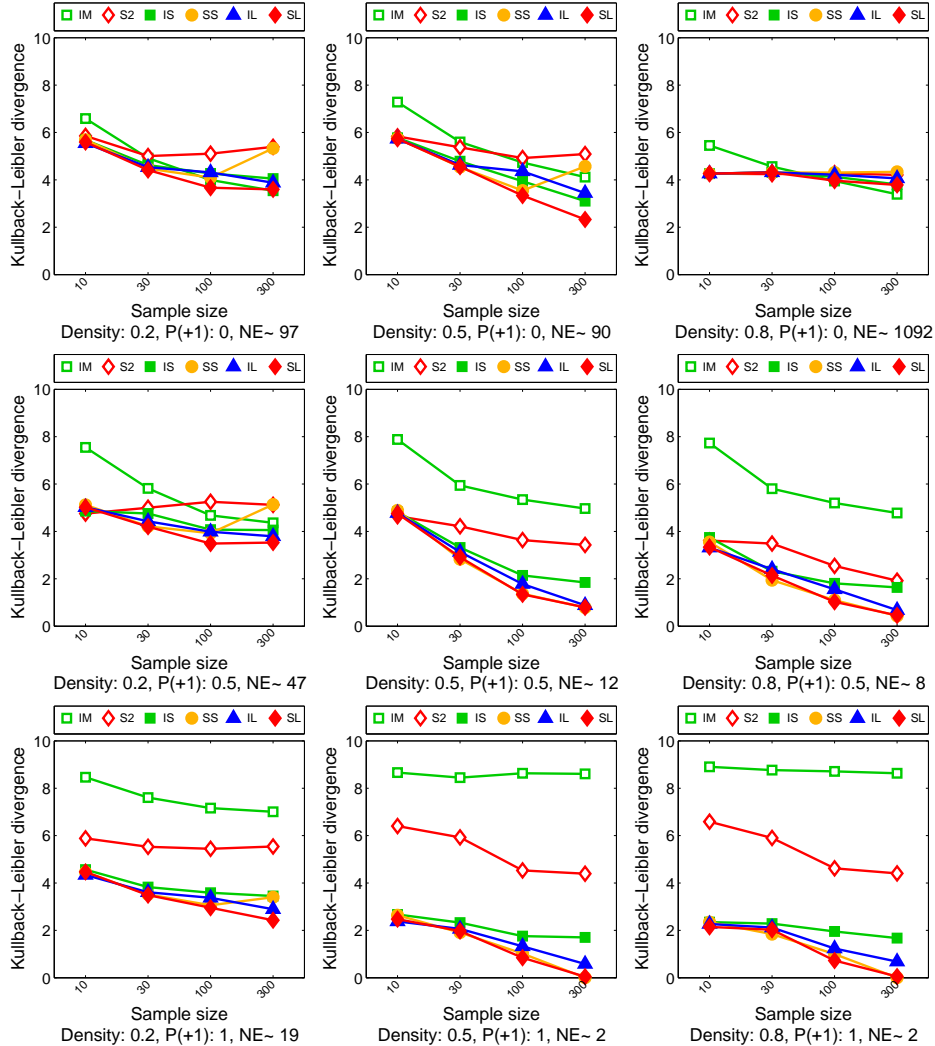 IM S2 IS SS IL SL
IM S2 IS SS IL SL
IM S2 IS SS IL SL
Kullback−Leibler divergence
0 2 4 6 8 10
10 30 100 300
Sample size
Density: 0.2, P(+1): 0, NE~ 97
Kullback−Leibler divergence
0 2 4 6 8 10
10 30 100 300
Sample size
Density: 0.5, P(+1): 0, NE~ 90
Kullback−Leibler divergence
0 2 4 6 8 10
10 30 100 300
Sample size
Density: 0.8, P(+1): 0, NE~ 1092
IM S2 IS SS IL SL
IM S2 IS SS IL SL
IM S2 IS SS IL SL
Kullback−Leibler divergence
0 2 4 6 8 10
10 30 100 300
Sample size
Density: 0.2, P(+1): 0.5, NE~ 47
Kullback−Leibler divergence
0 2 4 6 8 10
10 30 100 300
Sample size
Density: 0.5, P(+1): 0.5, NE~ 12
Kullback−Leibler divergence
0 2 4 6 8 10
10 30 100 300
Sample size
Density: 0.8, P(+1): 0.5, NE~ 8
IM S2 IS SS IL SL
IM S2 IS SS IL SL
IM S2 IS SS IL SL
Kullback−Leibler divergence
0 2 4 6 8 10
10 30 100 300
Sample size
Density: 0.2, P(+1): 1, NE~ 19
Kullback−Leibler divergence
0 2 4 6 8 10
10 30 100 300
Sample size
Density: 0.5, P(+1): 1, NE~ 2
Kullback−Leibler divergence
0 2 4 6 8 10
10 30 100 300
Sample size
Density: 0.8, P(+1): 1, NE~ 2